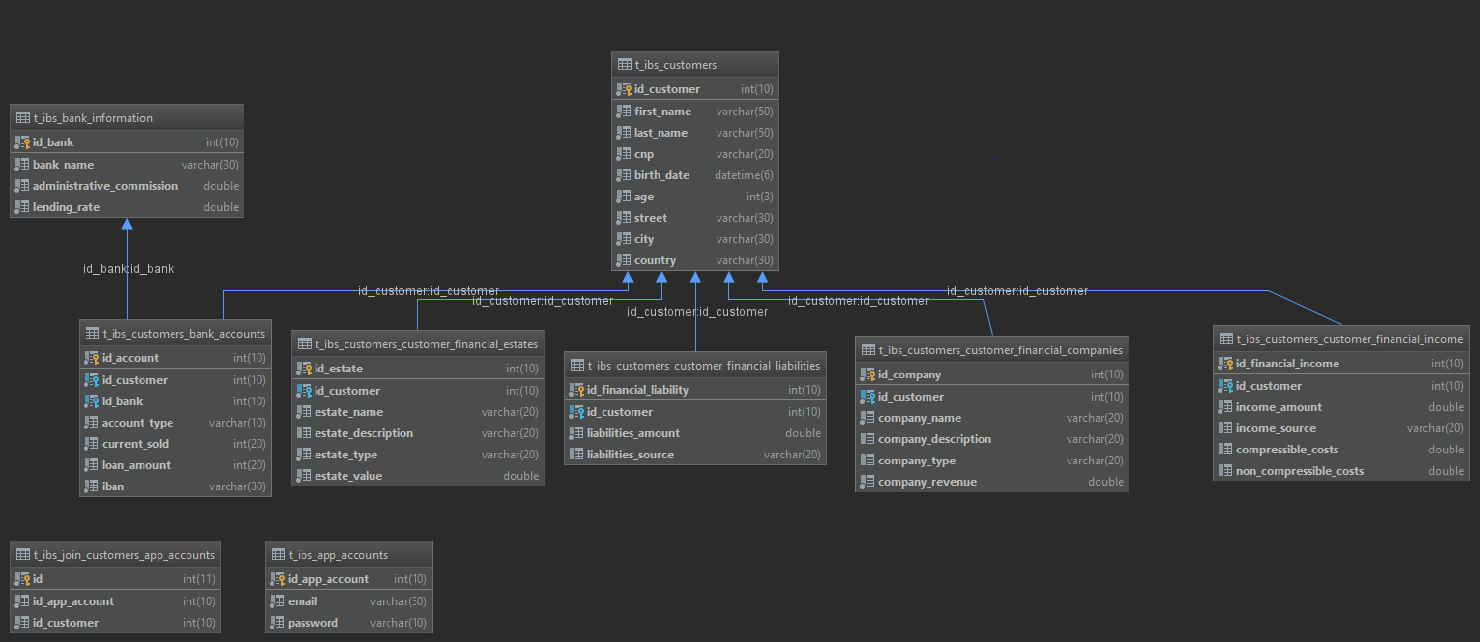 t_ibs_customers
id_customer int(10)
first_name varchar(50)
last_name varchar(50)
cnp varchar(20)
birth_date datetime(6)
age int(3)
street varchar(30)
city varchar(30)
country varchar(30)
t_ibs_bank_information
id_bank int(10)
bank_name varchar(30)
administrative_commission double
lending_rate double
id_bank:id_bank
id_customer:id_customer
id_customer:id_customer
id_customer:id_customer
id_customer:id_customer
id_customer:id_customer
t_ibs_customers_bank_accounts
id_account int(10)
id_customer int(10)
id_bank int(10)
account_type varchar(10)
current_sold int(20)
loan_amount int(20)
iban varchar(30)
t_ibs_customers_customer_financial_estates
id_estate int(10)
id_customer int(10)
estate_name varchar(20)
estate_description varchar(20)
estate_type varchar(20)
estate_value double
t_ibs_customers_customer_financial_liabilities
id_financial_liability int(10)
id_customer int(10)
liabilities_amount double
liabilities_source varchar(20)
t_ibs_customers_customer_financial_companies
id_company int(10)
id_customer int(10)
company_name varchar(20)
company_description varchar(20)
company_type varchar(20)
company_revenue double
t_ibs_customers_customer_financial_income
id_financial_income int(10)
id_customer int(10)
income_amount double
income_source varchar(20)
compressible_costs double
non_compressible_costs double
t_ibs_join_customers_app_accounts
id int(11)
id_app_account int(10)
id_customer int(10)
t_ibs_app_accounts
id_app_account int(10)
email varchar(30)
password varchar(10)